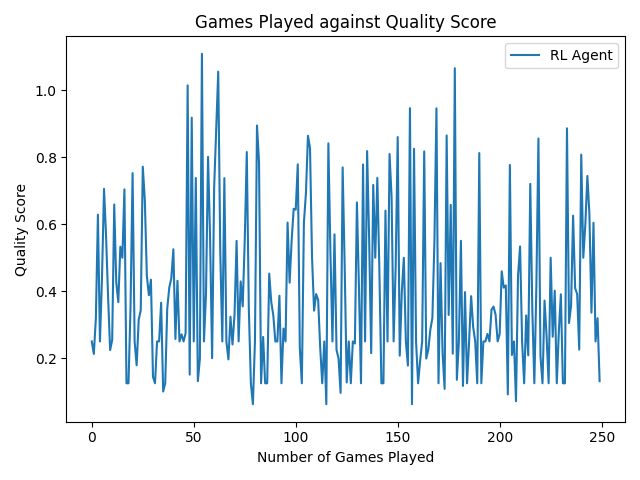 Games Played against Quality Score
RL Agent
1.0
0.8
0.6
0.4
0.2
Quality Score
0 50 100 150 200 250
Number of Games Played